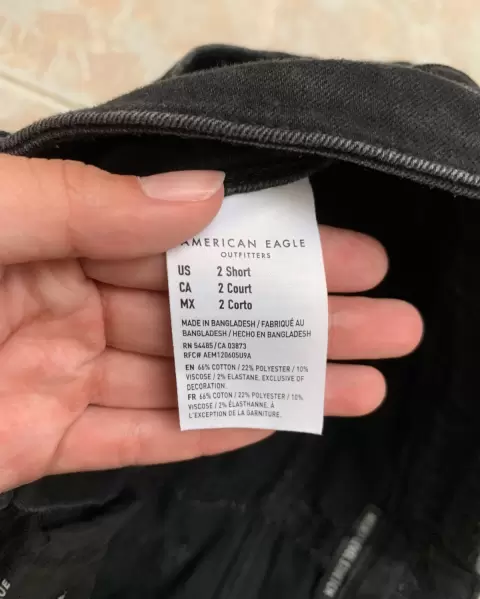 AMERICAN EAGLE
OUTFITTERS
US 2 Short
CA 2 Court
MX 2 Corto
MADE IN BANGLADESH / FABRIQUÉ AU
BANGLADESH / HECHO EN BANGLADESH
RN 54485/CA 03873
RFC# AEM120605U9A
EN 66% COTTON / 22% POLYESTER / 10%
VISCOSE / 2% ELASTANE, EXCLUSIVE OF
DECORATION.
FR 66% COTON / 22% POLYESTER / 10%
VISCOSE / 2% ÉLASTHANNE, À
L'EXCEPTION DE LA GARNITURE.